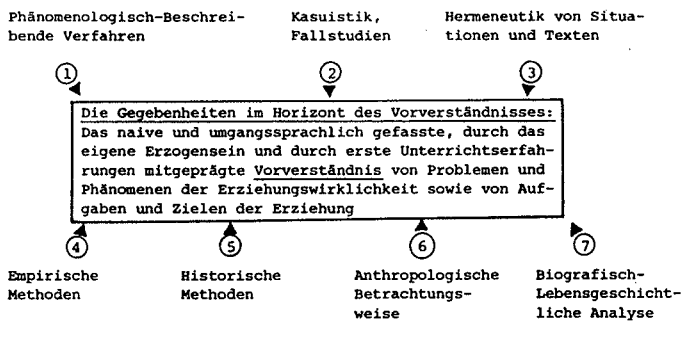 Phänomenologisch-Beschrei-
bende Verfahren
Kasuistik,
Fallstudien
Hermeneutik von Situa-
tionen und Texten
1
2
3
Die Gegebenheiten im Horizont des Vorverständnisses:
Das naive und umgangssprachlich gefasste, durch das
eigene Erzogensein und durch erste Unterrichtserfah-
rungen mitgeprägte Vorverständnis von Problemen und
Phänomenen der Erziehungswirklichkeit sowie von Auf-
gaben und Zielen der Erziehung
4
5
6
7
Empirische
Methoden
Historische
Methoden
Anthropologische
Betrachtungs-
weise
Biografisch-
Lebensgeschicht-
liche Analyse